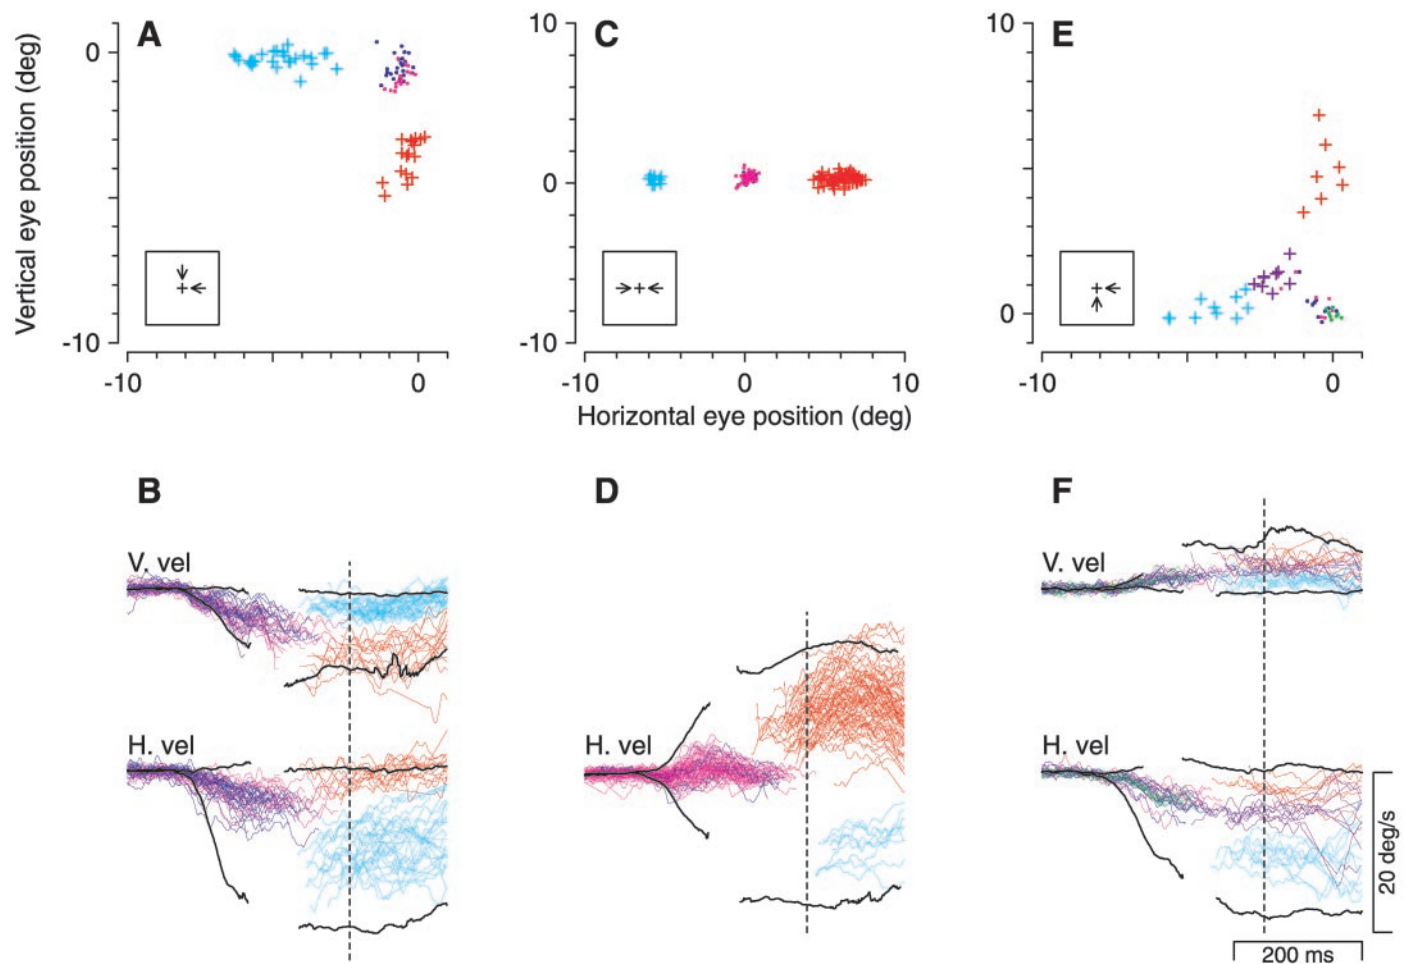 A
C
E
Vertical eye position (deg)
0
-10
-10
0
10
0
-10
-10
0
10
10
0
-10
0
Horizontal eye position (deg)
B
D
F
V. vel
H. vel
H. vel
V. vel
H. vel
20 deg/s
200 ms